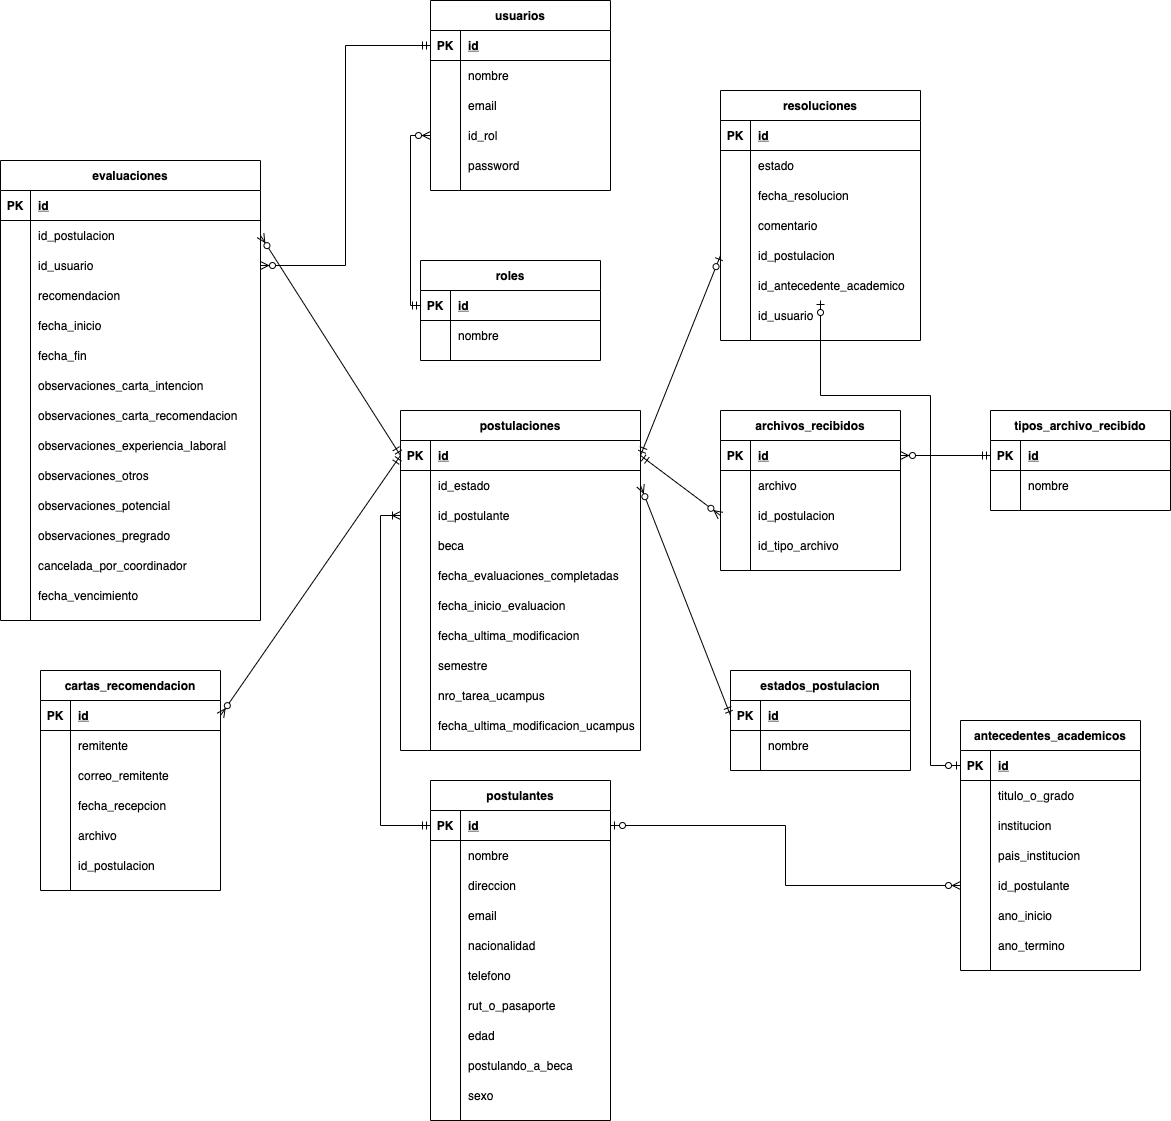 usuarios
PK id
nombre
email
id_rol
password
resoluciones
PK id
estado
fecha_resolucion
comentario
id_postulacion
id_antecedente_academico
id_usuario
evaluaciones
PK id
id_postulacion
id_usuario
recomendacion
fecha_inicio
fecha_fin
observaciones_carta_intencion
observaciones_carta_recomendacion
observaciones_experiencia_laboral
observaciones_otros
observaciones_potencial
observaciones_pregrado
cancelada_por_coordinador
fecha_vencimiento
roles
PK id
nombre
postulaciones
PK id
id_estado
id_postulante
beca
fecha_evaluaciones_completadas
fecha_inicio_evaluacion
fecha_ultima_modificacion
semestre
nro_tarea_ucampus
fecha_ultima_modificacion_ucampus
archivos_recibidos
PK id
archivo
id_postulacion
id_tipo_archivo
tipos_archivo_recibido
PK id
nombre
cartas_recomendacion
PK id
remitente
correo_remitente
fecha_recepcion
archivo
id_postulacion
estados_postulacion
PK id
nombre
antecedentes_academicos
PK id
titulo_o_grado
institucion
pais_institucion
id_postulante
ano_inicio
ano_termino
postulantes
PK id
nombre
direccion
email
nacionalidad
telefono
rut_o_pasaporte
edad
postulando_a_beca
sexo